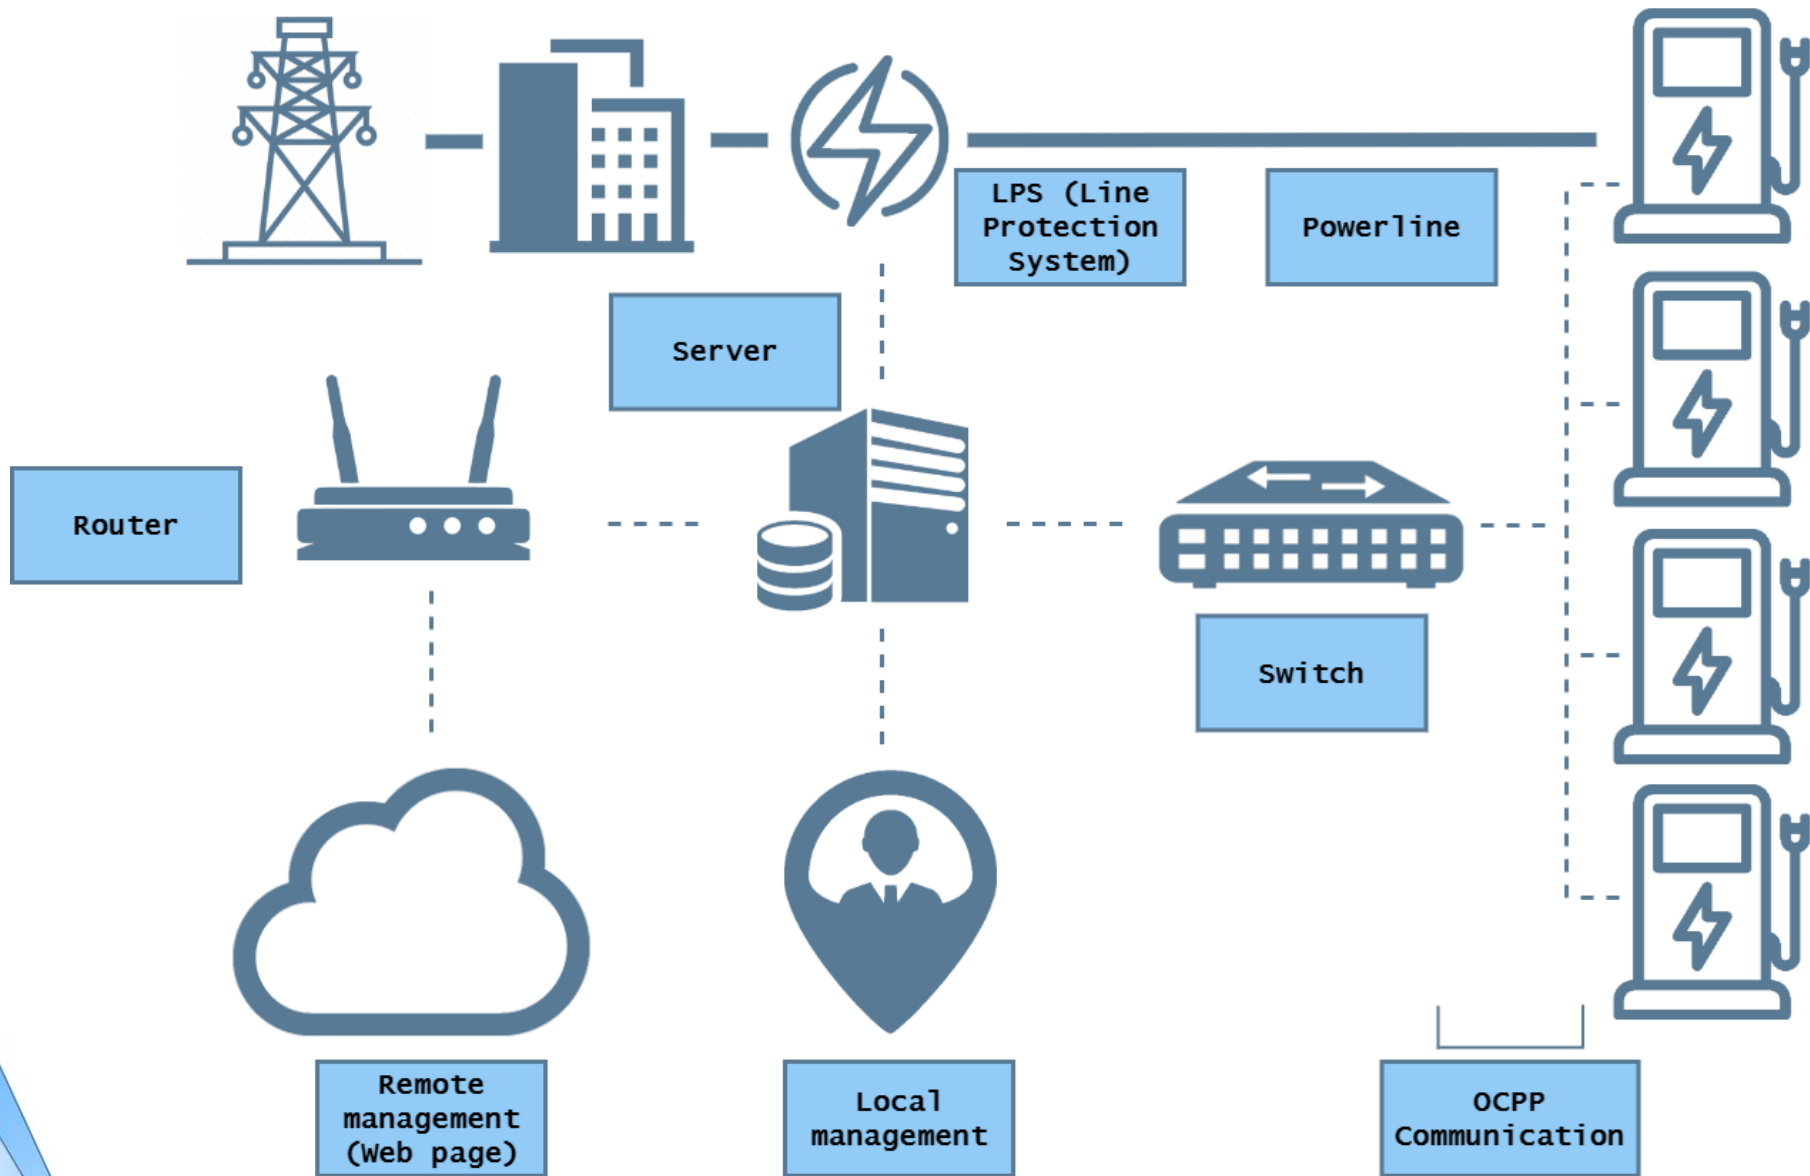 LPS (Line
Protection
System)
Powerline
Server
Router
Switch
Remote
management
(Web page)
Local
management
OCPP
Communication